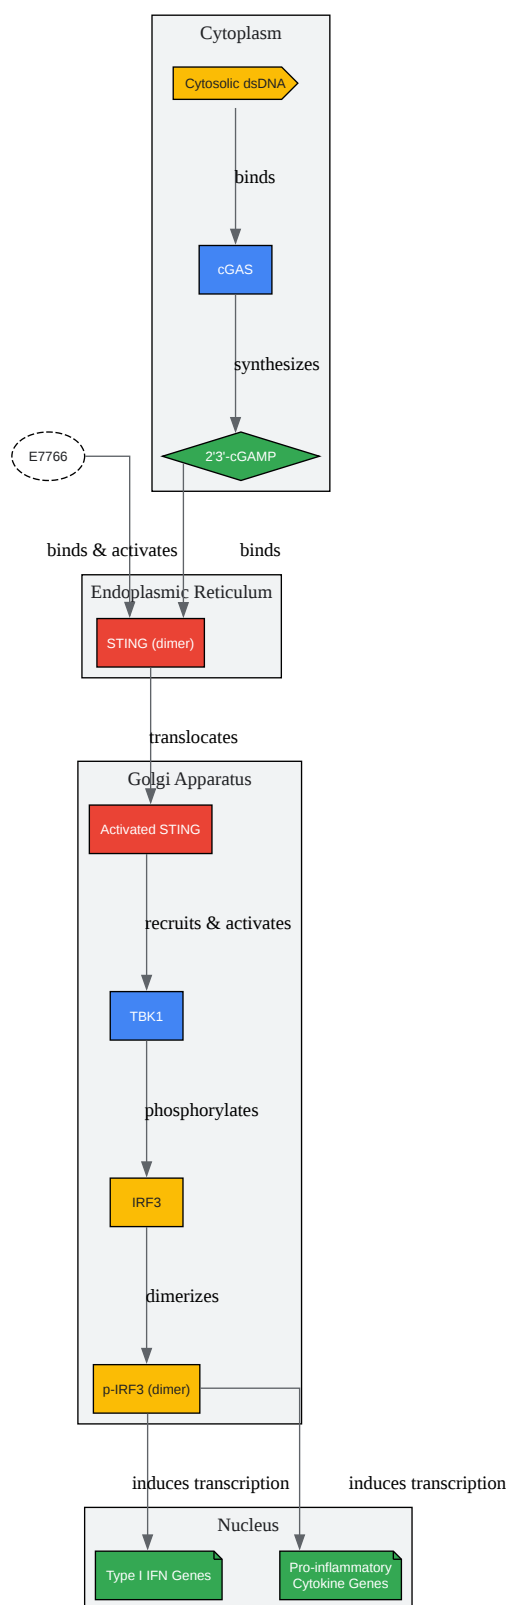 Cytoplasm
Cytosolic dsDNA
binds
cGAS
synthesizes
E7766
2'3'-cGAMP
binds & activates
binds
Endoplasmic Reticulum
STING (dimer)
translocates
Golgi Apparatus
Activated STING
recruits & activates
TBK1
phosphorylates
IRF3
dimerizes
p-IRF3 (dimer)
induces transcription
induces transcription
Nucleus
Type I IFN Genes
Pro-inflammatory
Cytokine Genes